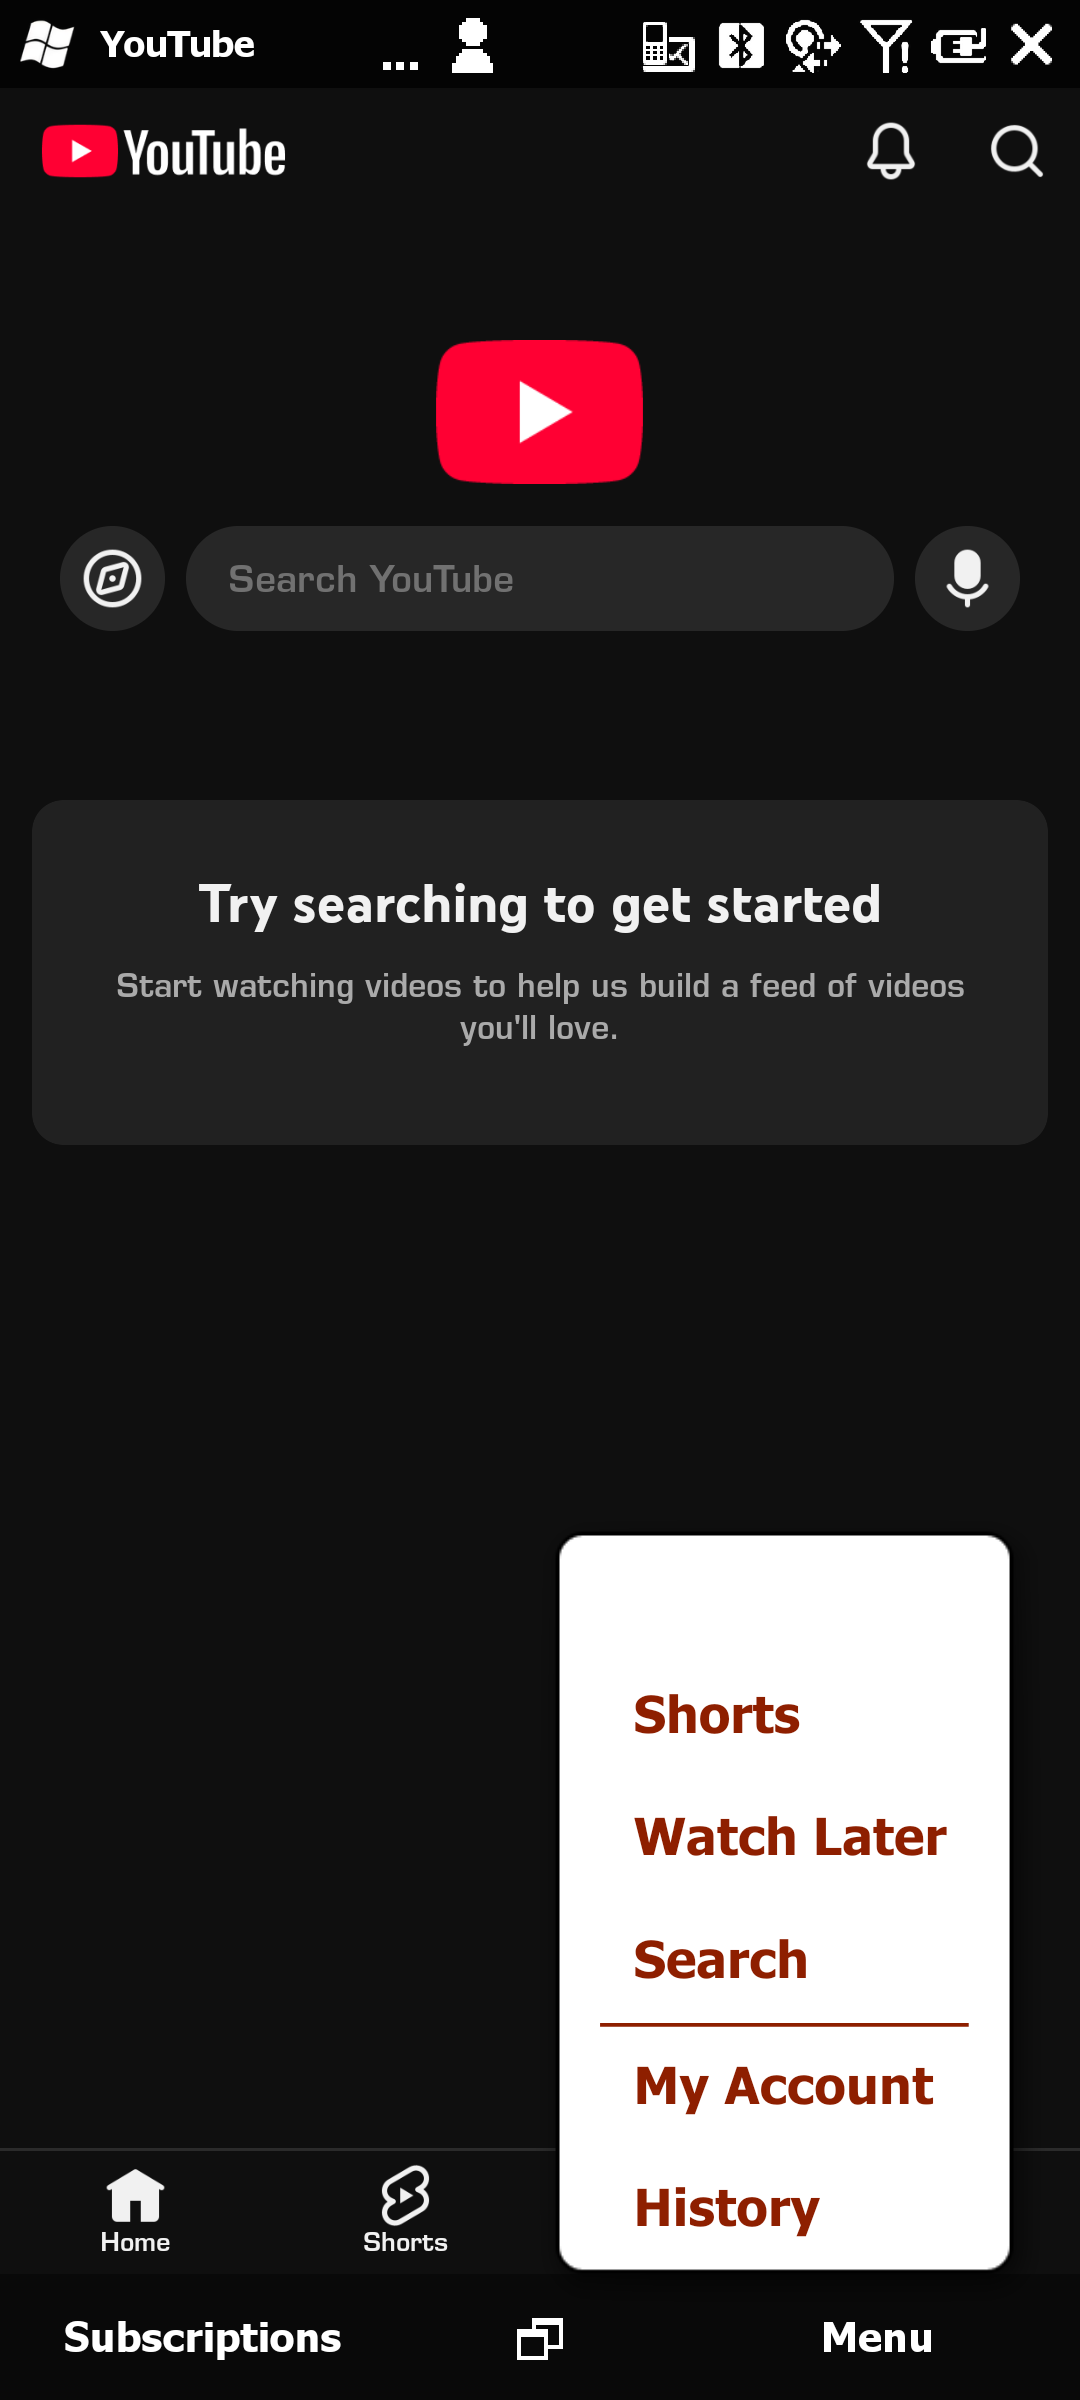 YouTube
YouTube
Search YouTube
Try searching to get started
Start watching videos to help us build a feed of videos
you'll love.
Shorts
Watch Later
Search
My Account
History
Home
Shorts
Subscriptions
Menu